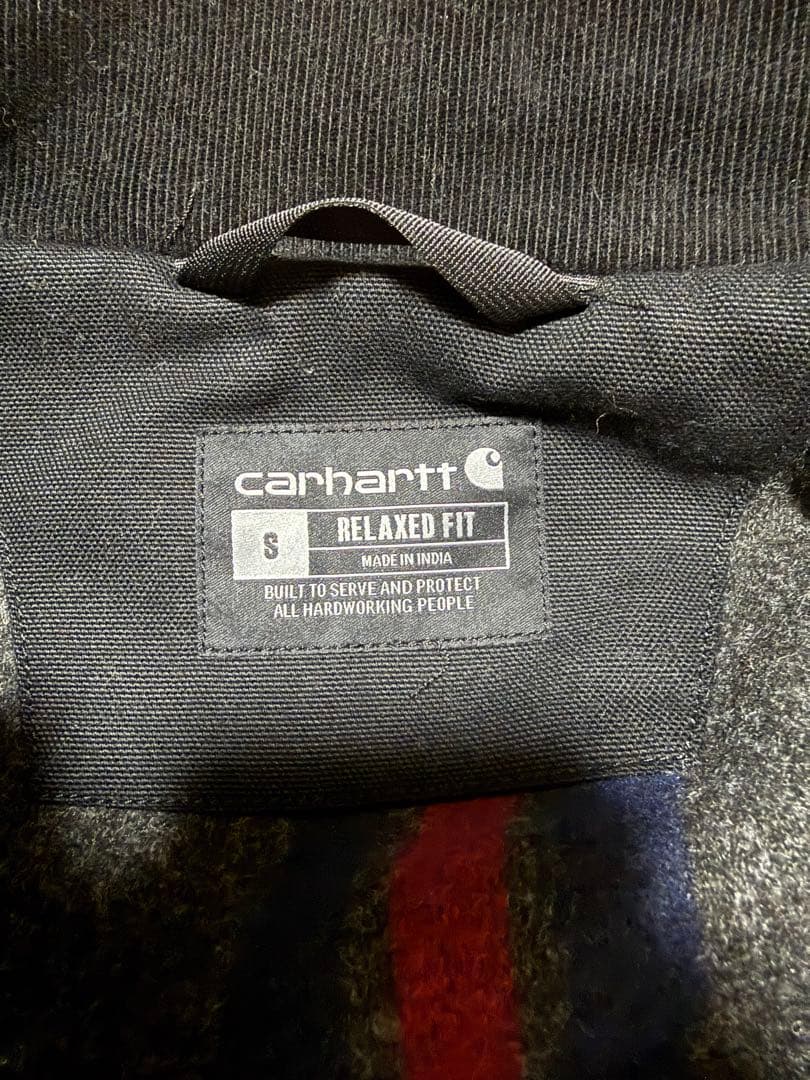 carhartt
S RELAXED FIT
MADE IN INDIA
BUILT TO SERVE AND PROTECT
ALL HARDWORKING PEOPLE